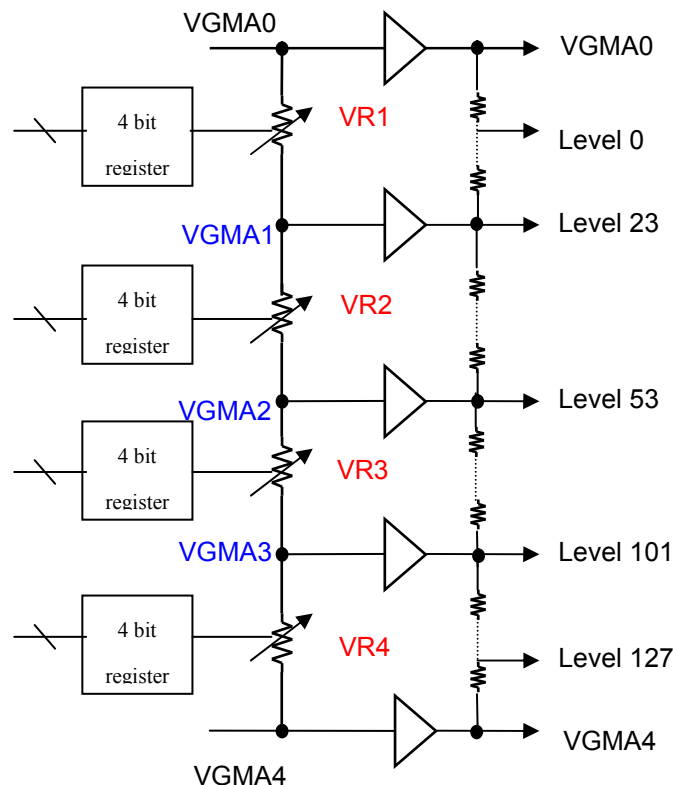 VGMA0
VGMA0
4 bit
register
VR1
Level 0
VGMA1
Level 23
4 bit
register
VR2
VGMA2
Level 53
4 bit
register
VR3
VGMA3
Level 101
4 bit
register
VR4
Level 127
VGMA4
VGMA4